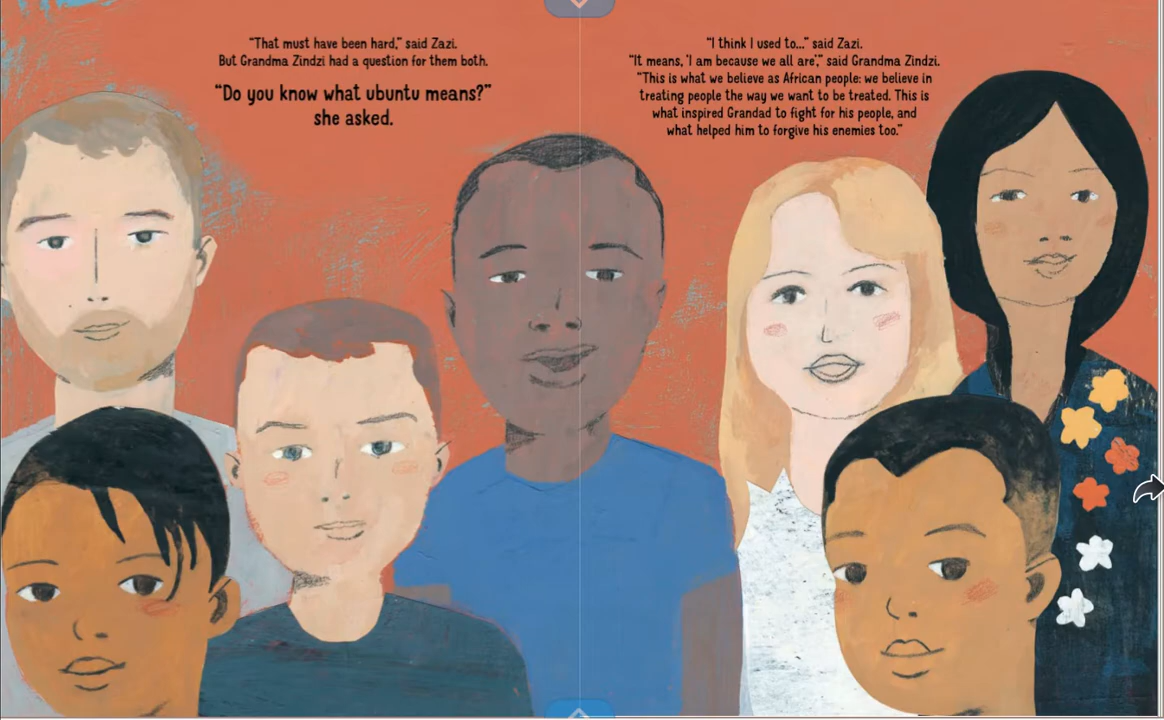 “That must have been hard,” said Zazi.
But Grandma Zindzi had a question for them both.
“Do you know what ubuntu means?”
she asked.
“I think I used to...” said Zazi.
“It means, ‘I am because we all are’,” said Grandma Zindzi.
“This is what we believe as African people: we believe in
treating people the way we want to be treated. This is
what inspired Grandad to fight for his people, and
what helped him to forgive his enemies too.”